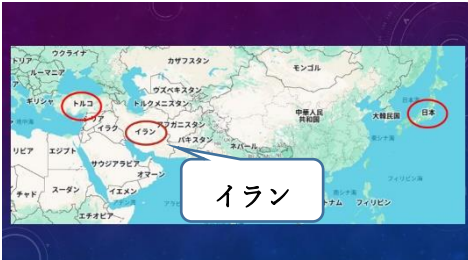 ウクライナ
カザフスタン
モンゴル
ルーマニア
ウズベキスタン
ギリシャ
トルコ
トルクメニスタン
中華人民
共和国
大韓民国
日本
イラク
イラン
アフガニスタン
パキスタン
ネパール
リビア
エジプト
サウジアラビア
オマーン
チャド
スーダン
イエメン
フィリピン海
フィリピン
エチオピア
イラン